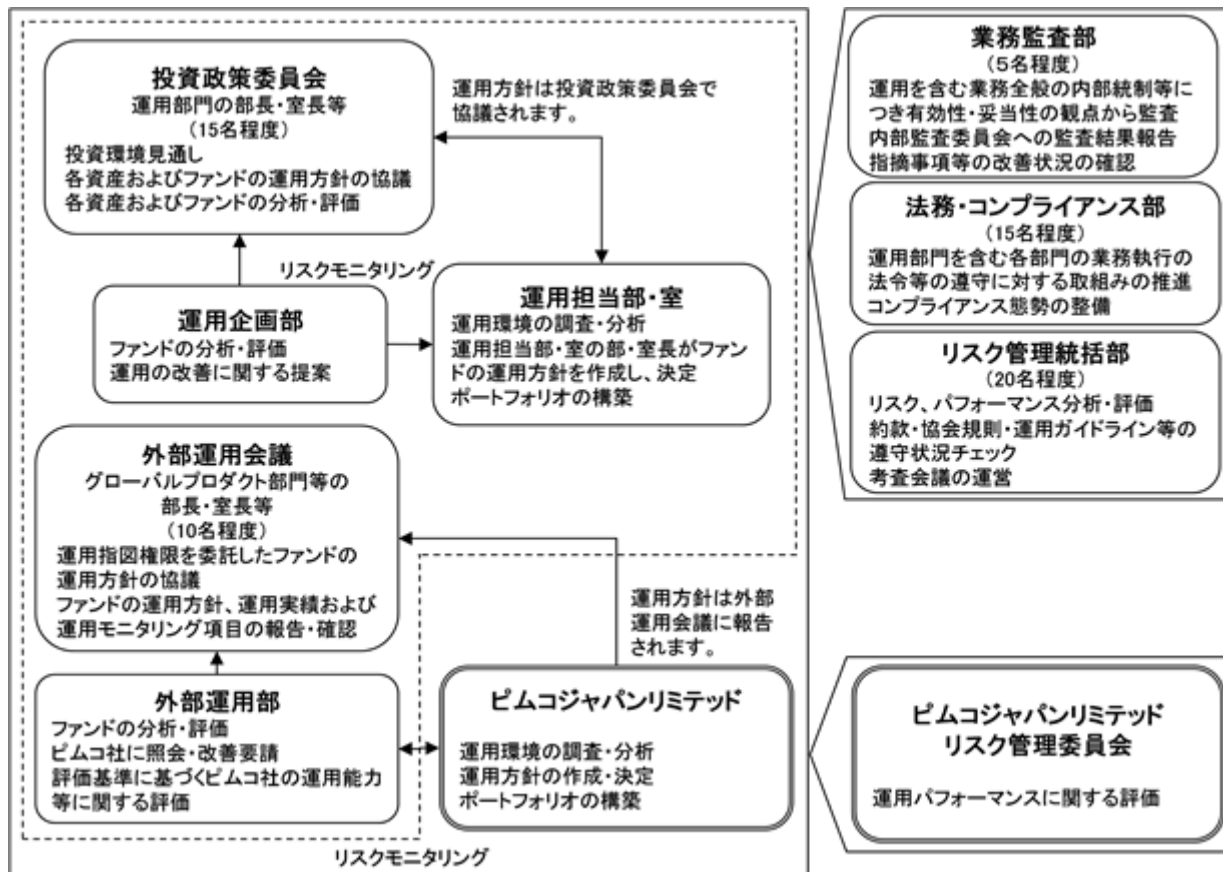 投資政策委員会
運用部門の部長・室長等
(15名程度)
投資環境見通し
各資産およびファンドの運用方針の協議
各資産およびファンドの分析・評価
運用方針は投資政策委員会で
協議されます。
リスクモニタリング
運用企画部
ファンドの分析・評価
運用の改善に関する提案
運用担当部・室
運用環境の調査・分析
運用担当部・室の部・室長がファン
ドの運用方針を作成し、決定
ポートフォリオの構築
外部運用会議
グローバルプロダクト部門等の
部長・室長等
(10名程度)
運用指図権限を委託したファンドの
運用方針の協議
ファンドの運用方針、運用実績および
運用モニタリング項目の報告・確認
運用方針は外部
運用会議に報告
されます。
外部運用部
ファンドの分析・評価
ピムコ社に照会・改善要請
評価基準に基づくピムコ社の運用能力
等に関する評価
ピムコジャパンリミテッド
運用環境の調査・分析
運用方針の作成・決定
ポートフォリオの構築
リスクモニタリング
業務監査部
(5名程度)
運用を含む業務全般の内部統制等に
つき有効性・妥当性の観点から監査
内部監査委員会への監査結果報告
指摘事項等の改善状況の確認
法務・コンプライアンス部
(15名程度)
運用部門を含む各部門の業務執行の
法令等の遵守に対する取組みの推進
コンプライアンス態勢の整備
リスク管理統括部
(20名程度)
リスク、パフォーマンス分析・評価
約款・協会規則・運用ガイドライン等の
遵守状況チェック
考査会議の運営
ピムコジャパンリミテッド
リスク管理委員会
運用パフォーマンスに関する評価